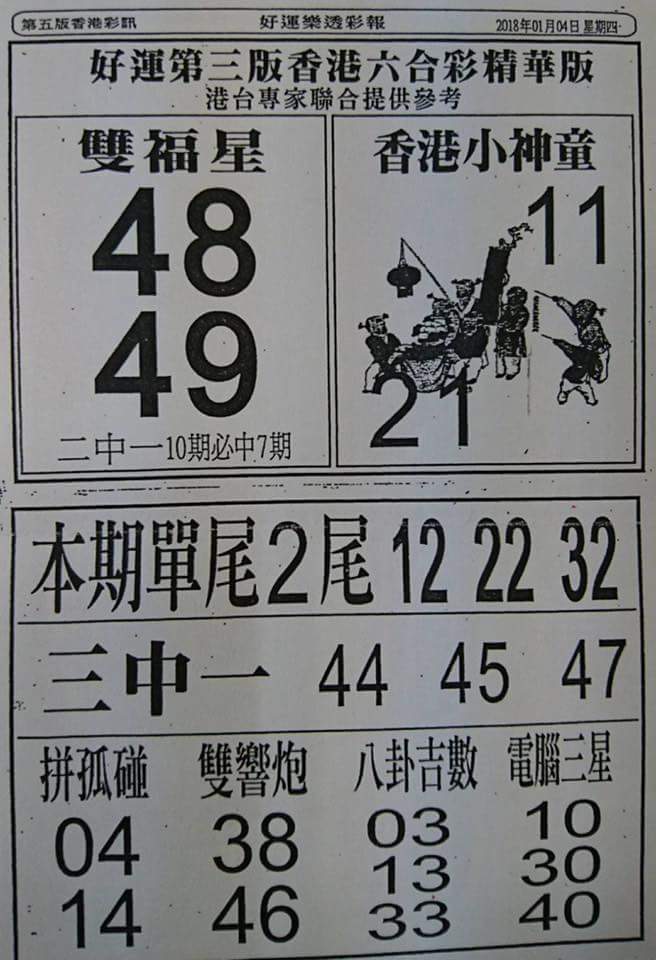 第五版香港彩訊 好運樂透彩報 2018年01月04日 星期四
好運第三版香港六合彩精華版
港台專家聯合提供參考
雙福星
48
49
二中一10期必中7期
香港小神童
11
21
本期單尾2尾 12 22 32
三中一 44 45 47
拼孤碰
04
14
雙響炮
38
46
八卦吉數
03
13
33
電腦三星
10
30
40